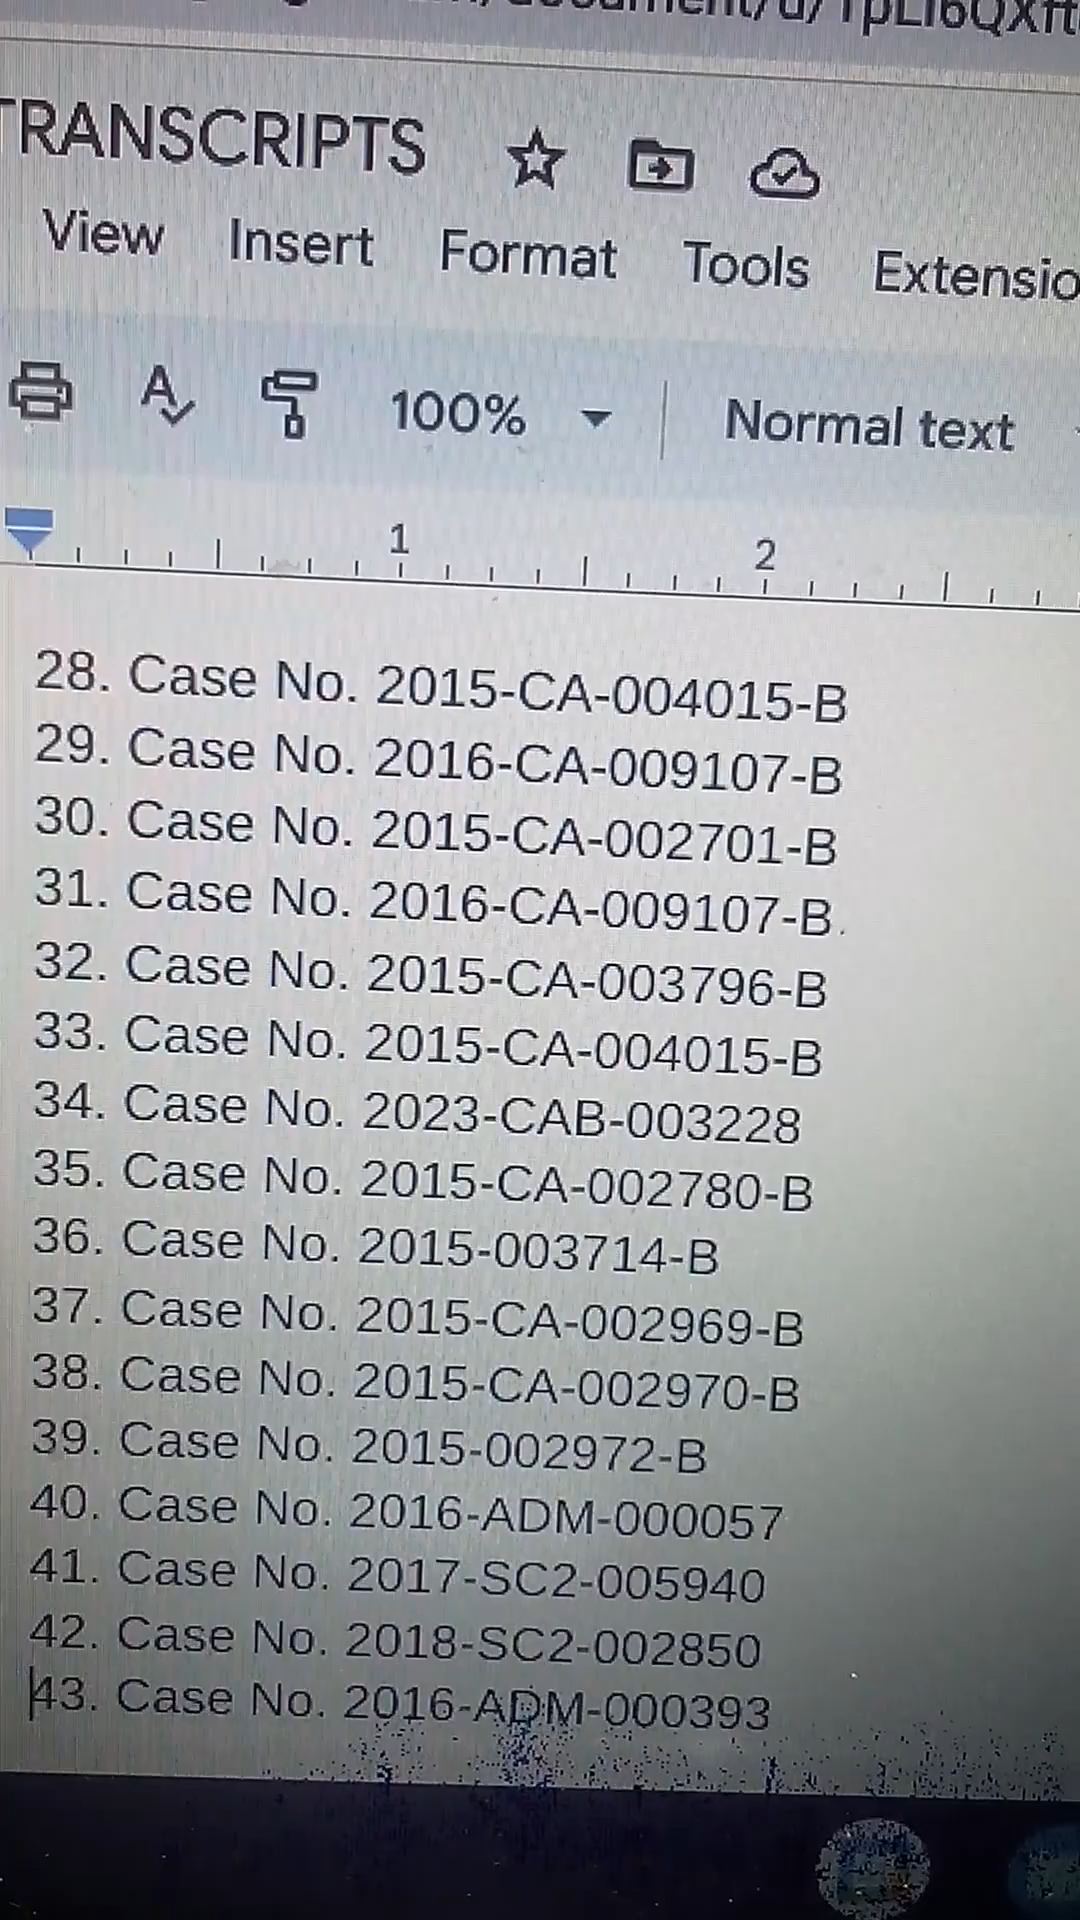 TRANSCRIPTS
View Insert Format Tools Extensio
100% Normal text
1 2
28. Case No. 2015-CA-004015-B
29. Case No. 2016-CA-009107-B
30. Case No. 2015-CA-002701-B
31. Case No. 2016-CA-009107-B.
32. Case No. 2015-CA-003796-B
33. Case No. 2015-CA-004015-B
34. Case No. 2023-CAB-003228
35. Case No. 2015-CA-002780-B
36. Case No. 2015-003714-B
37. Case No. 2015-CA-002969-B
38. Case No. 2015-CA-002970-B
39. Case No. 2015-002972-B
40. Case No. 2016-ADM-000057
41. Case No. 2017-SC2-005940
42. Case No. 2018-SC2-002850
43. Case No. 2016-ADM-000393